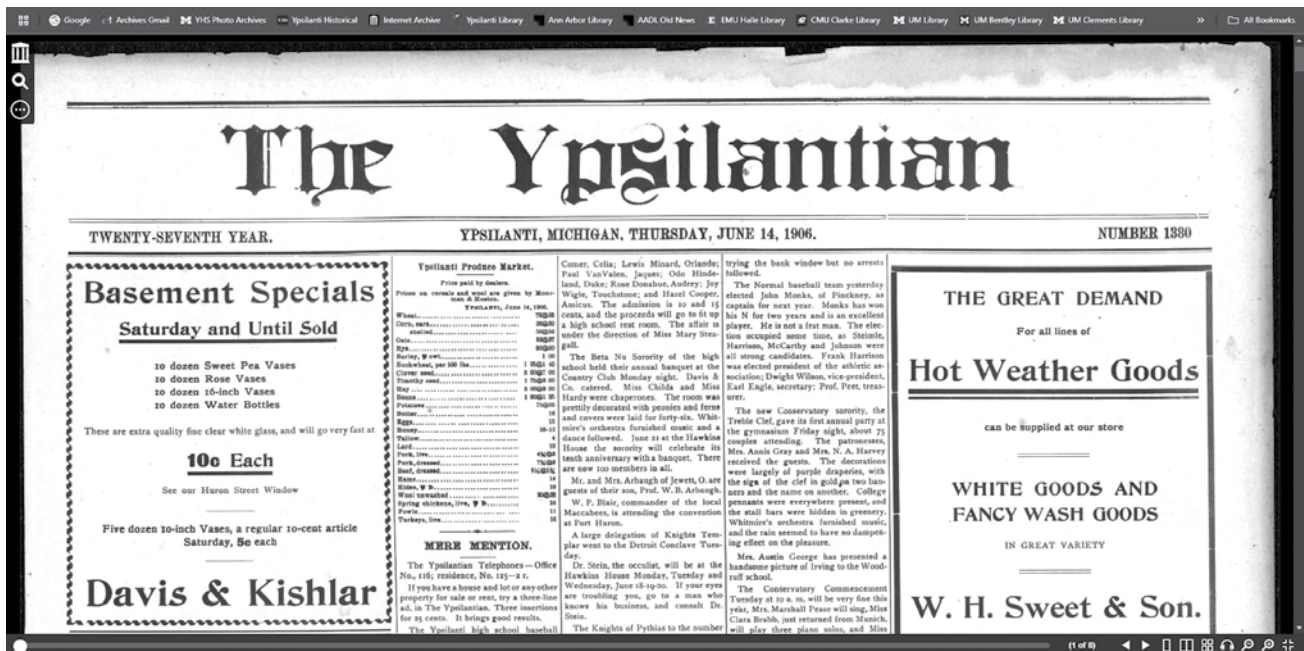 Google
Archives Gmail
YHS Photo Archives
Ypsilanti Historical
Internet Archive
Ypsilanti Library
Ann Arbor Library
AADL Old News
EMU Halle Library
CMU Clarke Library
UM Library
UM Bentley Library
UM Clements Library
»
All Bookmarks
The Ypsilantian
TWENTY-SEVENTH YEAR.
YPSILANTI, MICHIGAN, THURSDAY, JUNE 14, 1906.
NUMBER 1380
Basement Specials
Saturday and Until Sold
10 dozen Sweet Pea Vases
10 dozen Rose Vases
10 dozen 16-inch Vases
10 dozen Water Bottles
These are extra quality fine clear white glass, and will go very fast at
10c Each
See our Huron Street Window
Five dozen 10-inch Vases, a regular 10-cent article
Saturday, 5c each
Davis & Kishlar
Ypsilanti Produce Market.
Price paid by dealers.
Prices on cereals and wool are given by
YPSILANTI, June 14, 1906.
Wheat
Corn, ears
shelled
Oats
Rye
Barley, cwt.
Buckwheat, per 100 lbs.
Clover seed
Timothy seed
Hay
Beans
Potatoes
Butter
Eggs
Honey
Tallow
Lard
Pork, live
Pork, dressed
Beef, dressed
Hams
Hides
Wool unwashed
Spring chickens, live
Fowls
Turkeys, live
MERE MENTION.
The Ypsilanti Telephones—Office
No., 116; residence, No. 125—2 r.
If you have a house and lot or any other
property for sale or rent, try a three-line
ad. in The Ypsilantian. Three insertions
for 25 cents. It brings good results.
The Ypsilanti high school baseball
Comer, Celia; Lewis Minard, Orlando;
Paul VanValen, Jaques; Odo Hinde-
land, Duke; Rose Donahue, Audrey; Joy
Wigle, Touchstone; and Hazel Cooper,
Amicus. The admission is 10 and 15
cents, and the proceeds will go to fit up
a high school rest room. The affair is
under the direction of Miss Mary Stea-
gall.
The Beta Nu Sorority of the high
school held their annual banquet at the
Country Club Monday night. Davis &
Co. catered. Miss Childs and Miss
Hardy were chaperones. The room was
prettily decorated with peonies and ferns
and covers were laid for forty-six. Whit-
mire's orchestra furnished music and a
dance followed. June 21 at the Hawkins
House the sorority will celebrate its
tenth anniversary with a banquet. There
are now 100 members in all.
Mr. and Mrs. Arbaugh of Jewett, O. are
guests of their son, Prof. W. B. Arbaugh.
W. P. Blair, commander of the local
Maccabees, is attending the convention
at Port Huron.
A large delegation of Knights Tem-
plar went to the Detroit Conclave Tues-
day.
Dr. Stein, the occulist, will be at the
Hawkins House Monday, Tuesday and
Wednesday, June 18-19-20. If your eyes
are troubling you, go to a man who
knows his business, and consult Dr.
Stein.
The Knights of Pythias to the number
trying the bank window but no arrests
followed.
The Normal baseball team yesterday
elected John Monks, of Pinckney, as
captain for next year. Monks has won
his N for two years and is an excellent
player. He is not a frat man. The elec-
tion occupied some time, as Steimle,
Harrison, McCarthy and Johnson were
all strong candidates. Frank Harrison
was elected president of the athletic as-
sociation; Dwight Wilson, vice-president,
Earl Engle, secretary; Prof. Peet, treas-
urer.
The new Conservatory sorority, the
Treble Clef, gave its first annual party at
the gymnasium Friday night, about 75
couples attending. The patronesses,
Mrs. Annis Gray and Mrs. N. A. Harvey
received the guests. The decorations
were largely of purple draperies, with
the sign of the clef in gold on two ban-
ners and the name on another. College
pennants were everywhere present, and
the stall bars were hidden in greenery.
Whitmire's orchestra furnished music,
and the rain seemed to have no dampen-
ing effect on the pleasure.
Mrs. Austin George has presented a
handsome picture of Irving to the Wood-
ruff school.
The Conservatory Commencement
Tuesday at 10 a. m. will be very fine this
year, Mrs. Marshall Pease will sing, Miss
Clara Brabb, just returned from Munich,
will play three piano solos, and Miss
THE GREAT DEMAND
For all lines of
Hot Weather Goods
can be supplied at our store
WHITE GOODS AND
FANCY WASH GOODS
IN GREAT VARIETY
W. H. Sweet & Son.
(1 of 8)